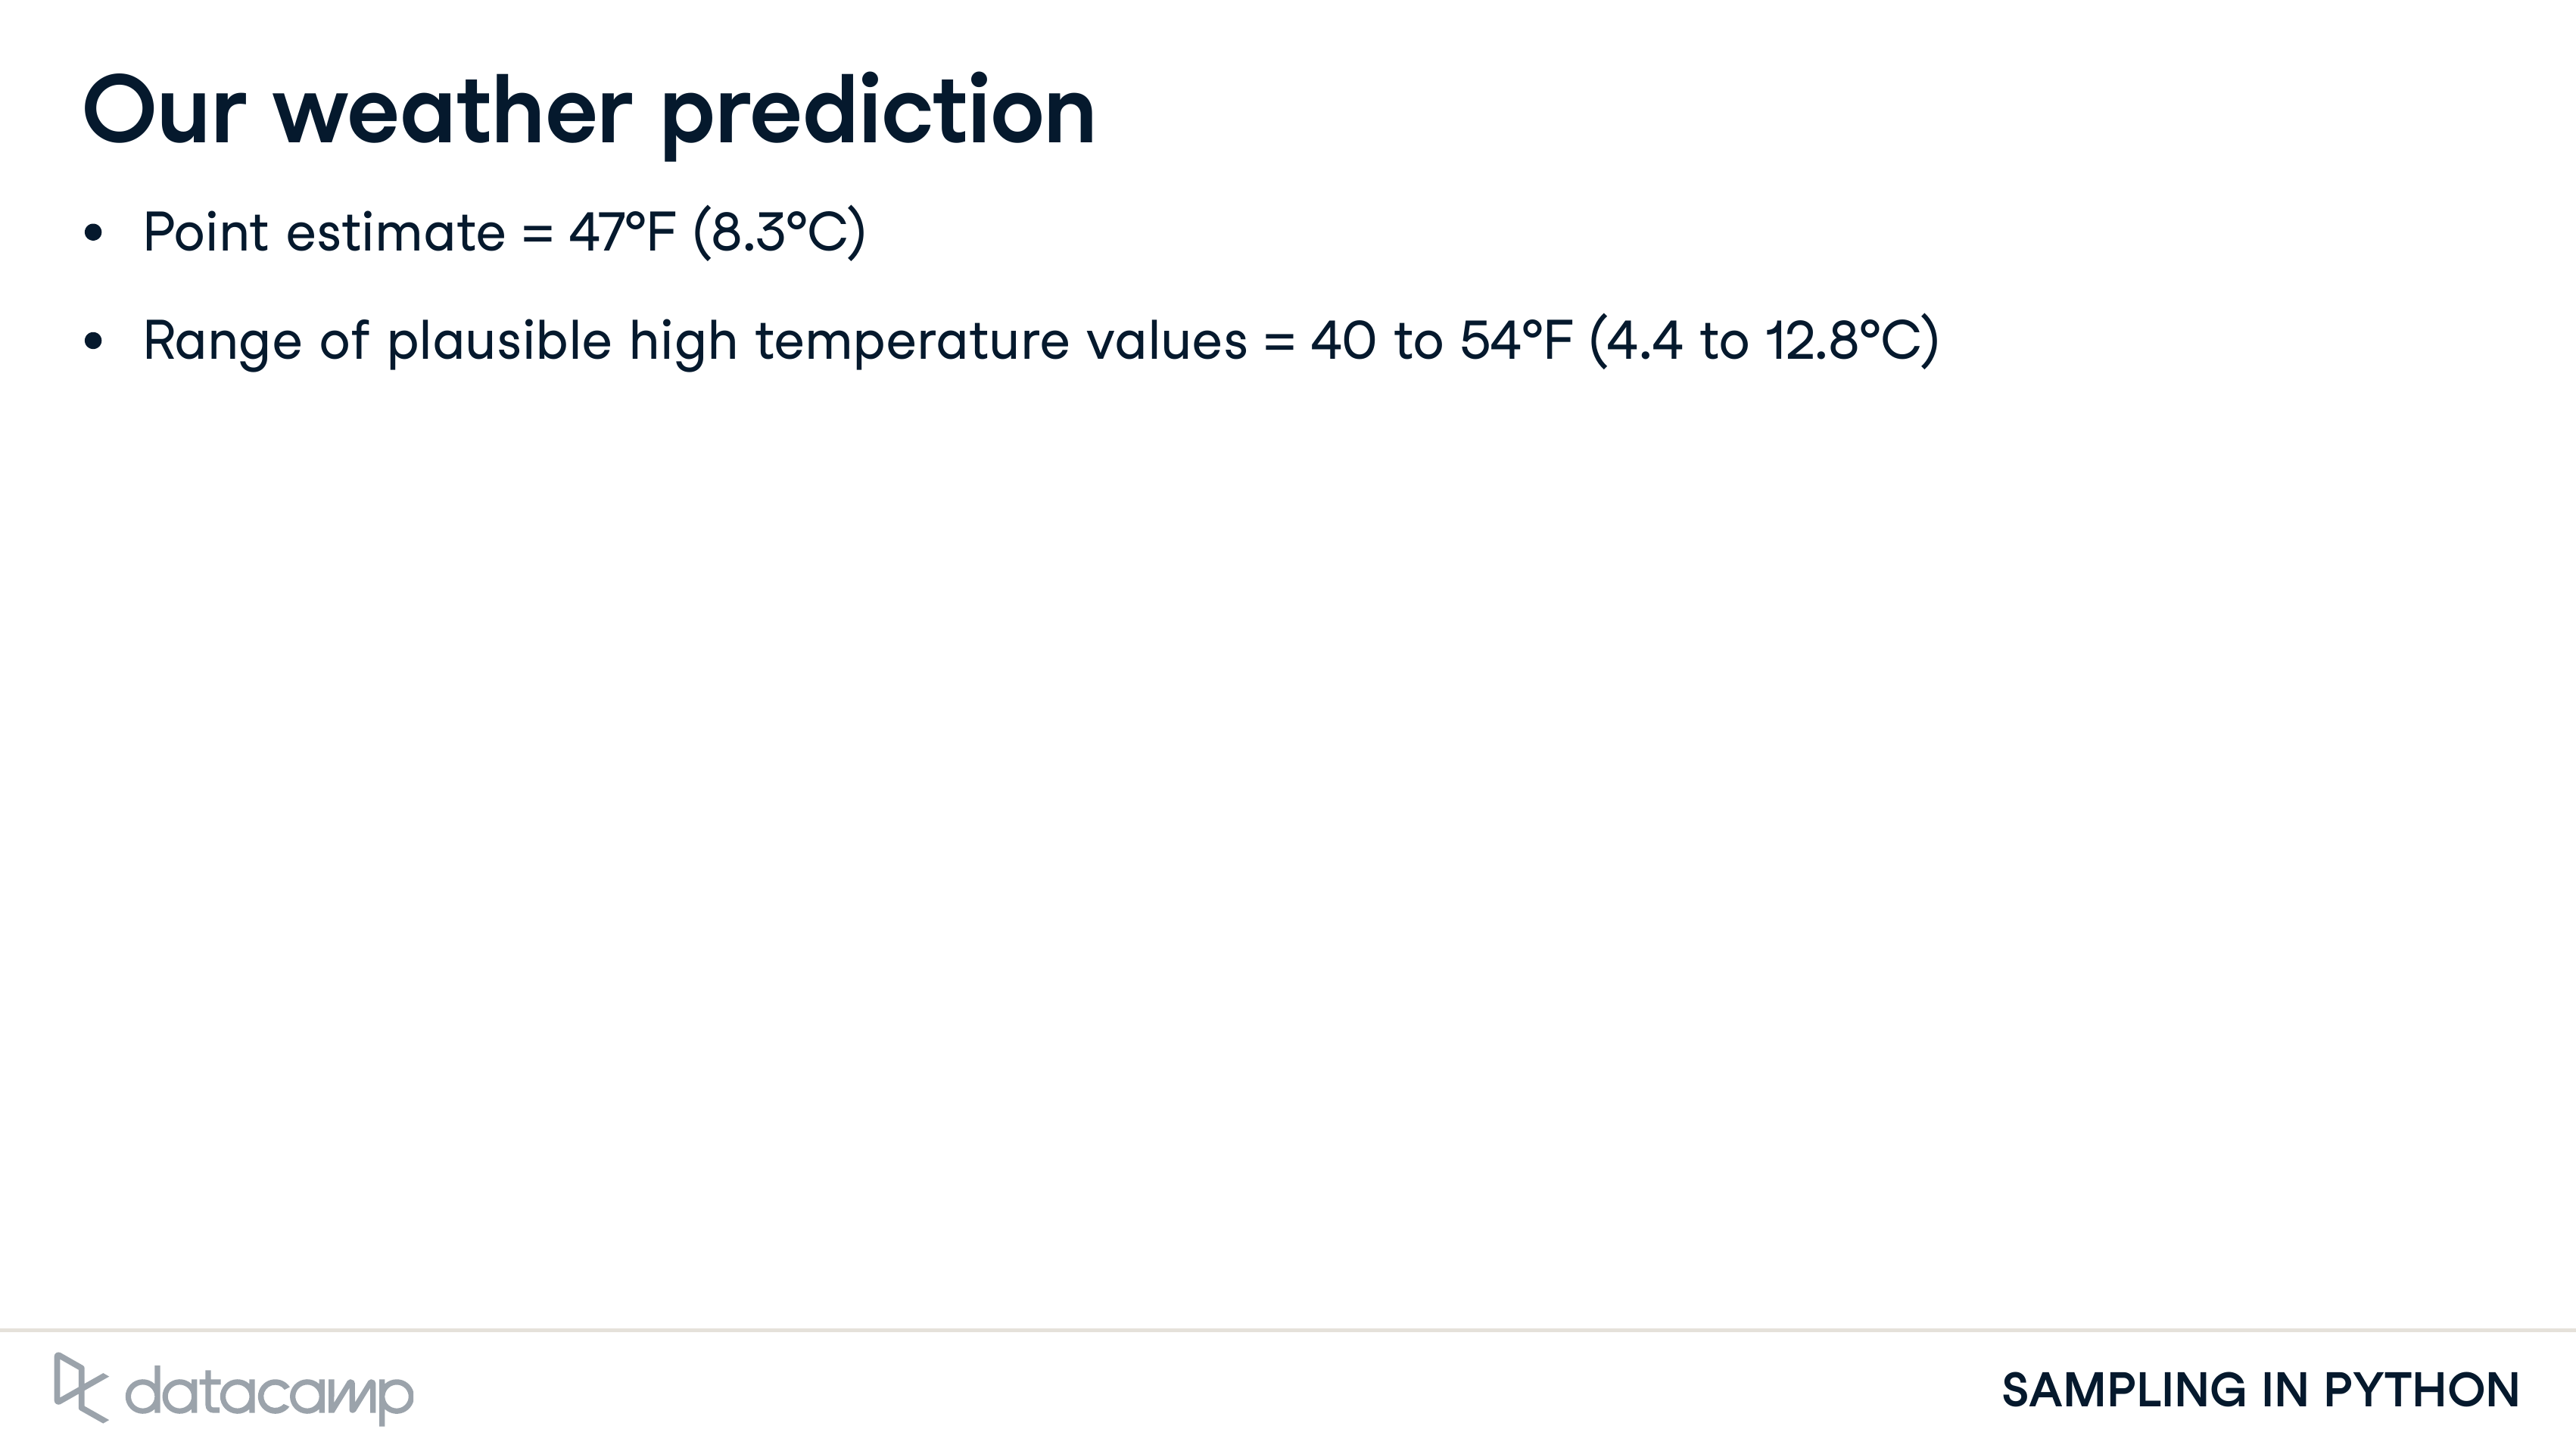 Our weather prediction
• Point estimate = 47°F (8.3°C)
• Range of plausible high temperature values = 40 to 54°F (4.4 to 12.8°C)
datacamp
SAMPLING IN PYTHON